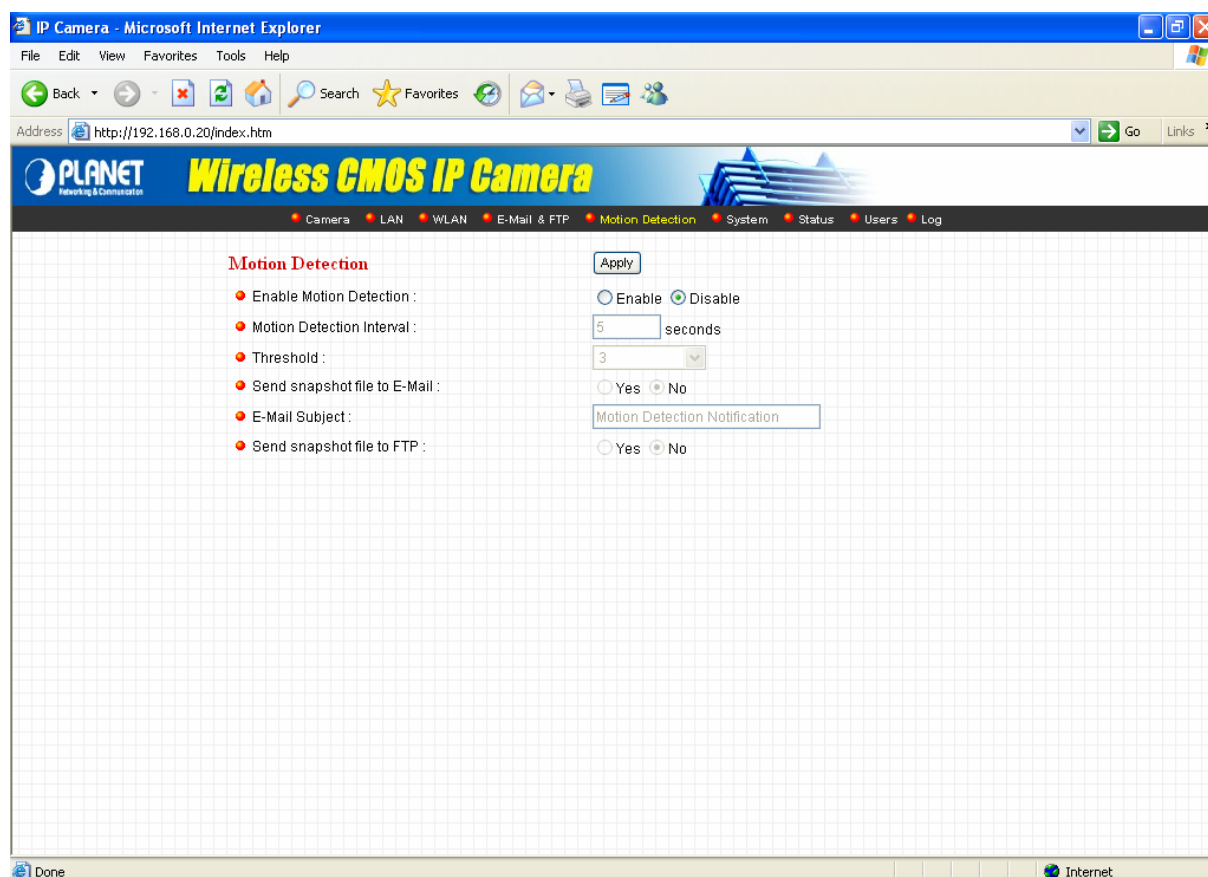 IP Camera - Microsoft Internet Explorer
File Edit View Favorites Tools Help
Back Search Favorites
Address http://192.168.0.20/index.htm Go Links
PLANET
Networking & Communication
Wireless CMOS IP Camera
Camera LAN WLAN E-Mail & FTP Motion Detection System Status Users Log
Motion Detection Apply
Enable Motion Detection : Enable Disable
Motion Detection Interval : 5 seconds
Threshold : 3
Send snapshot file to E-Mail : Yes No
E-Mail Subject : Motion Detection Notification
Send snapshot file to FTP : Yes No
Done Internet